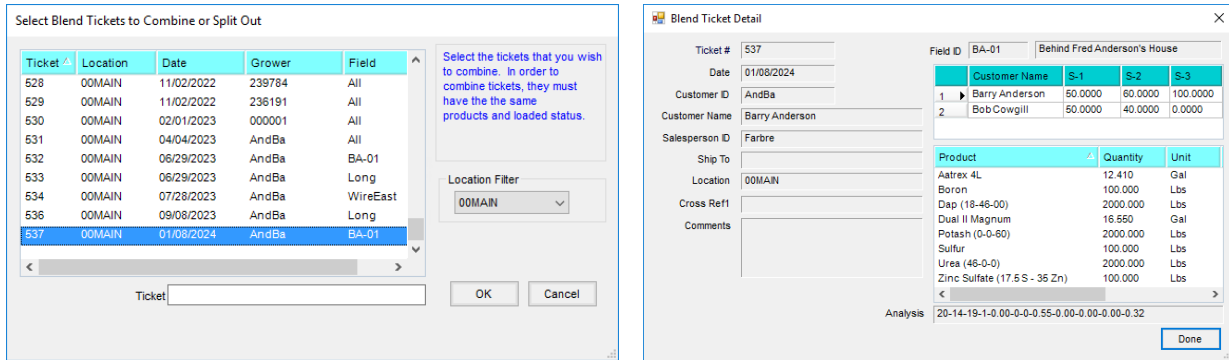 Select Blend Tickets to Combine or Split Out
Ticket Location Date Grower Field
528 00MAIN 11/02/2022 239784 All
529 00MAIN 11/02/2022 236191 All
530 00MAIN 02/01/2023 000001 All
531 00MAIN 04/04/2023 AndBa All
532 00MAIN 06/29/2023 AndBa BA-01
533 00MAIN 06/29/2023 AndBa Long
534 00MAIN 07/28/2023 AndBa WireEast
536 00MAIN 09/08/2023 AndBa Long
537 00MAIN 01/08/2024 AndBa BA-01
Ticket
Select the tickets that you wish
to combine. In order to
combine tickets, they must
have the the same
products and loaded status.
Location Filter
00MAIN
OK Cancel
Blend Ticket Detail
Ticket # 537
Date 01/08/2024
Customer ID AndBa
Customer Name Barry Anderson
Salesperson ID Farbre
Ship To
Location 00MAIN
Cross Ref1
Comments
Field ID BA-01 Behind Fred Anderson's House
Customer Name S-1 S-2 S-3
1 Barry Anderson 50.0000 60.0000 100.0000
2 Bob Cowgill 50.0000 40.0000 0.0000
Product Quantity Unit
Aatrex 4L 12.410 Gal
Boron 100.000 Lbs
Dap (18-46-00) 2000.000 Lbs
Dual II Magnum 16.550 Gal
Potash (0-0-60) 2000.000 Lbs
Sulfur 100.000 Lbs
Urea (46-0-0) 2000.000 Lbs
Zinc Sulfate (17.5 S - 35 Zn) 100.000 Lbs
Analysis 20-14-19-1-0.00-0-0-0.55-0.00-0.00-0.00-0.32
Done